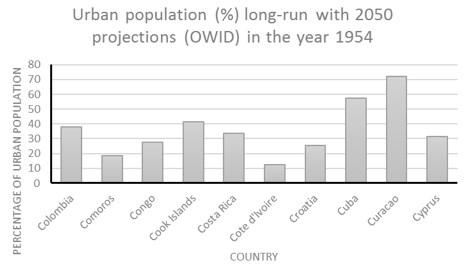 Urban population (%) long-run with 2050
projections (OWID) in the year 1954
PERCENTAGE OF URBAN POPULATION
80
70
60
50
40
30
20
10
0
Colombia
Comoros
Congo
Cook Islands
Costa Rica
Cote d'Ivoire
Croatia
Cuba
Curacao
Cyprus
COUNTRY